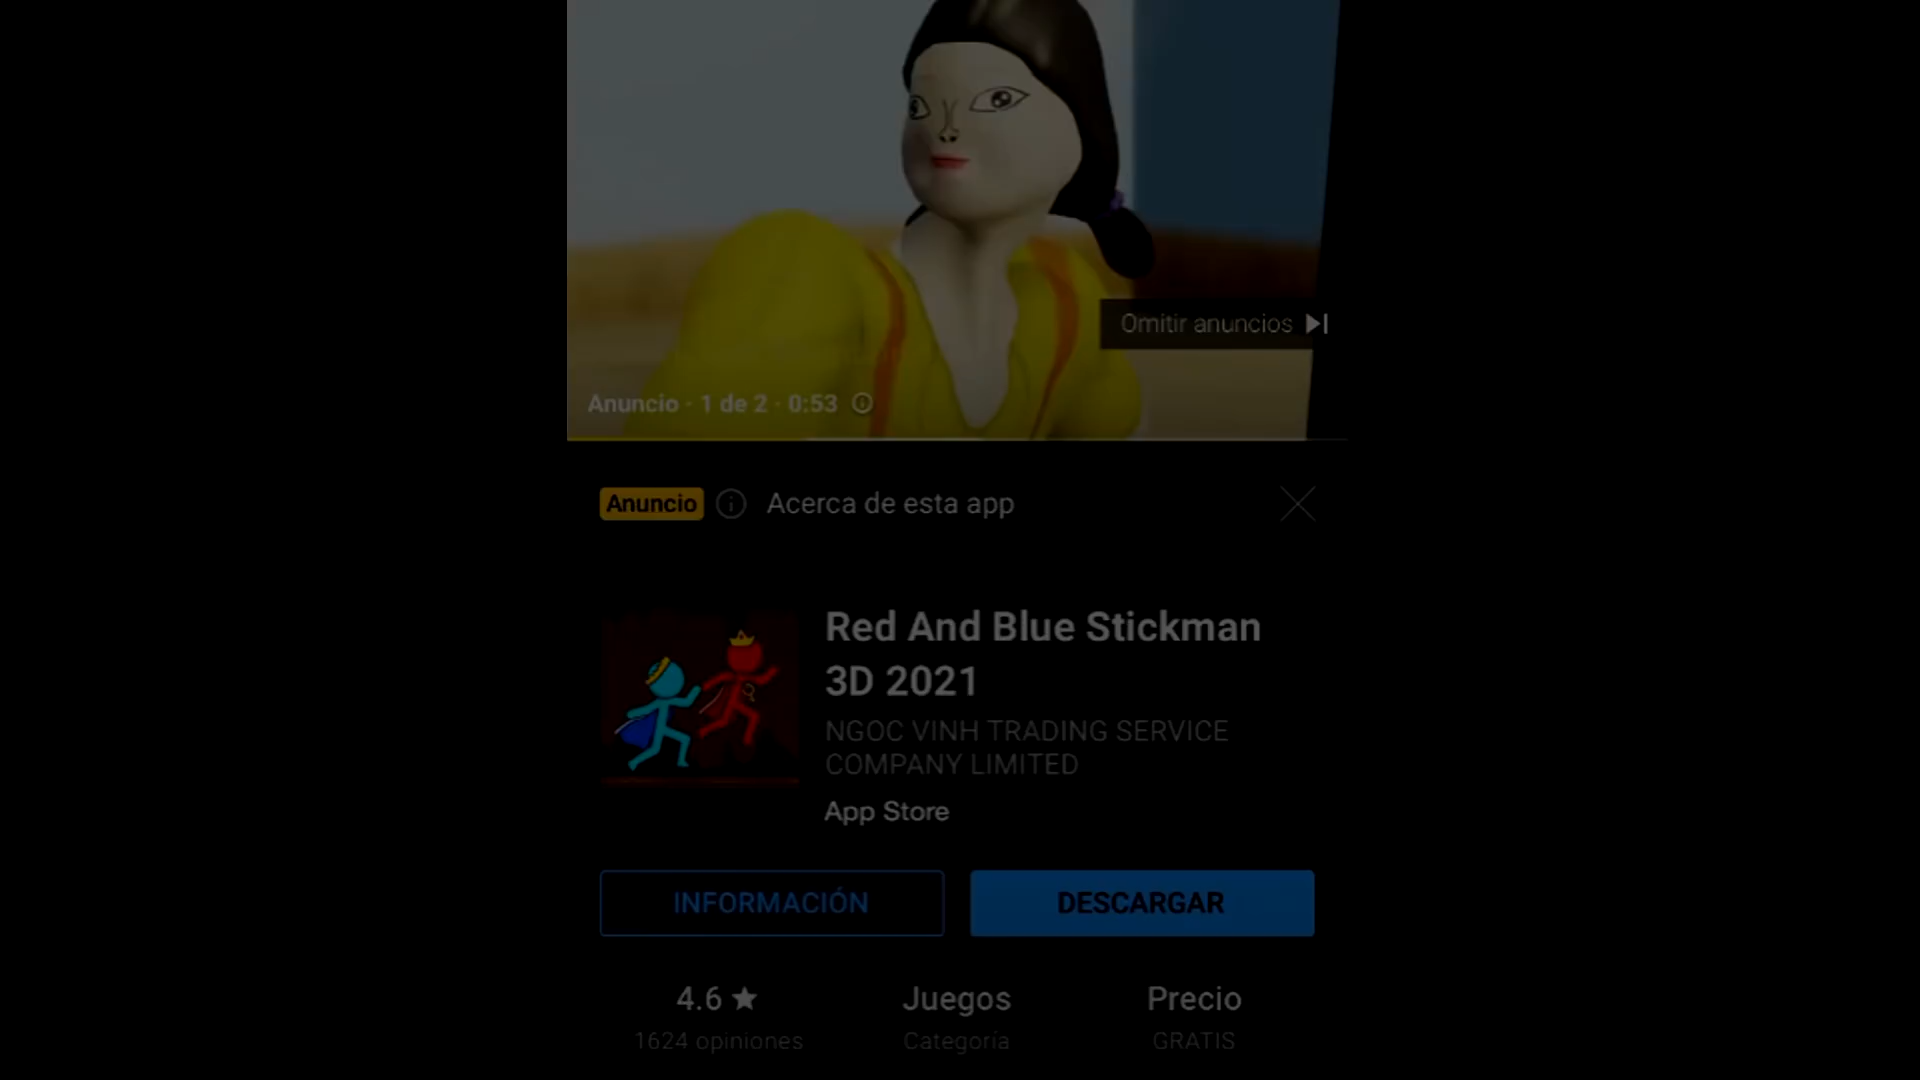 Omitir anuncios
Anuncio · 1 de 2 · 0:53
Anuncio
Acerca de esta app
Red And Blue Stickman
3D 2021
NGOC VINH TRADING SERVICE
COMPANY LIMITED
App Store
INFORMACIÓN
DESCARGAR
4.6 ★
Juegos
Precio
1624 opiniones
Categoría
GRATIS